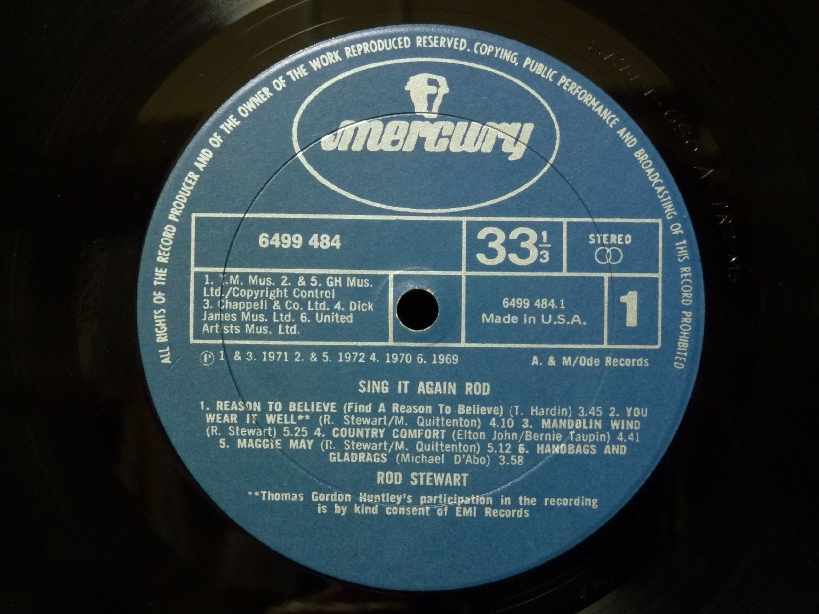 ALL RIGHTS OF THE RECORD PRODUCER AND OF THE OWNER OF THE WORK REPRODUCED RESERVED. COPYING, PUBLIC PERFORMANCE AND BROADCASTING OF THIS RECORD PROHIBITED
mercury
6499 484
33 1/3
STEREO
1. T.M. Mus. 2. & 5. GH Mus.
Ltd./Copyright Control
3. Chappell & Co. Ltd. 4. Dick
James Mus. Ltd. 6. United
Artists Mus. Ltd.
6499 484.1
Made in U.S.A.
1
Ⓟ 1 & 3. 1971 2. & 5. 1972 4. 1970 6. 1969
A. & M/Ode Records
SING IT AGAIN ROD
1. REASON TO BELIEVE (Find A Reason To Believe) (T. Hardin) 3.45 2. YOU
WEAR IT WELL** (R. Stewart/M. Quittenton) 4.10 3. MANDOLIN WIND
(R. Stewart) 5.25 4. COUNTRY COMFORT (Elton John/Bernie Taupin) 4.41
5. MAGGIE MAY (R. Stewart/M. Quittenton) 5.12 6. HANDBAGS AND
GLADRAGS (Michael D'Abo) 3.58
ROD STEWART
**Thomas Gordon Huntley's participation in the recording
is by kind consent of EMI Records